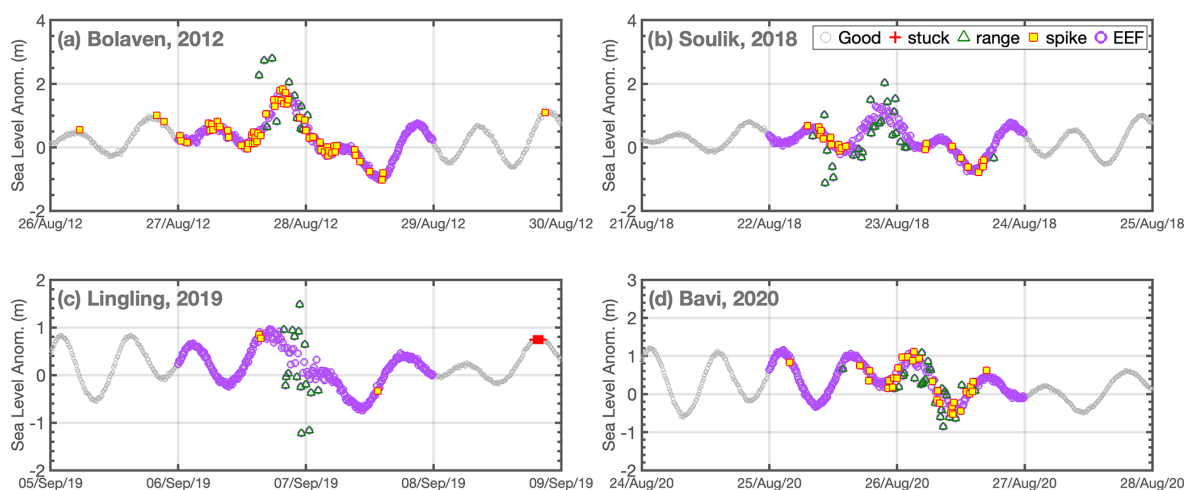 (a) Bolaven, 2012
Sea Level Anom. (m)
4
2
0
-2
26/Aug/12 27/Aug/12 28/Aug/12 29/Aug/12 30/Aug/12
(b) Soulik, 2018
Good stuck range spike EEF
Sea Level Anom. (m)
4
2
0
-2
21/Aug/18 22/Aug/18 23/Aug/18 24/Aug/18 25/Aug/18
(c) Lingling, 2019
Sea Level Anom. (m)
2
1
0
-1
-2
05/Sep/19 06/Sep/19 07/Sep/19 08/Sep/19 09/Sep/19
(d) Bavi, 2020
Sea Level Anom. (m)
3
2
1
0
-1
-2
24/Aug/20 25/Aug/20 26/Aug/20 27/Aug/20 28/Aug/20